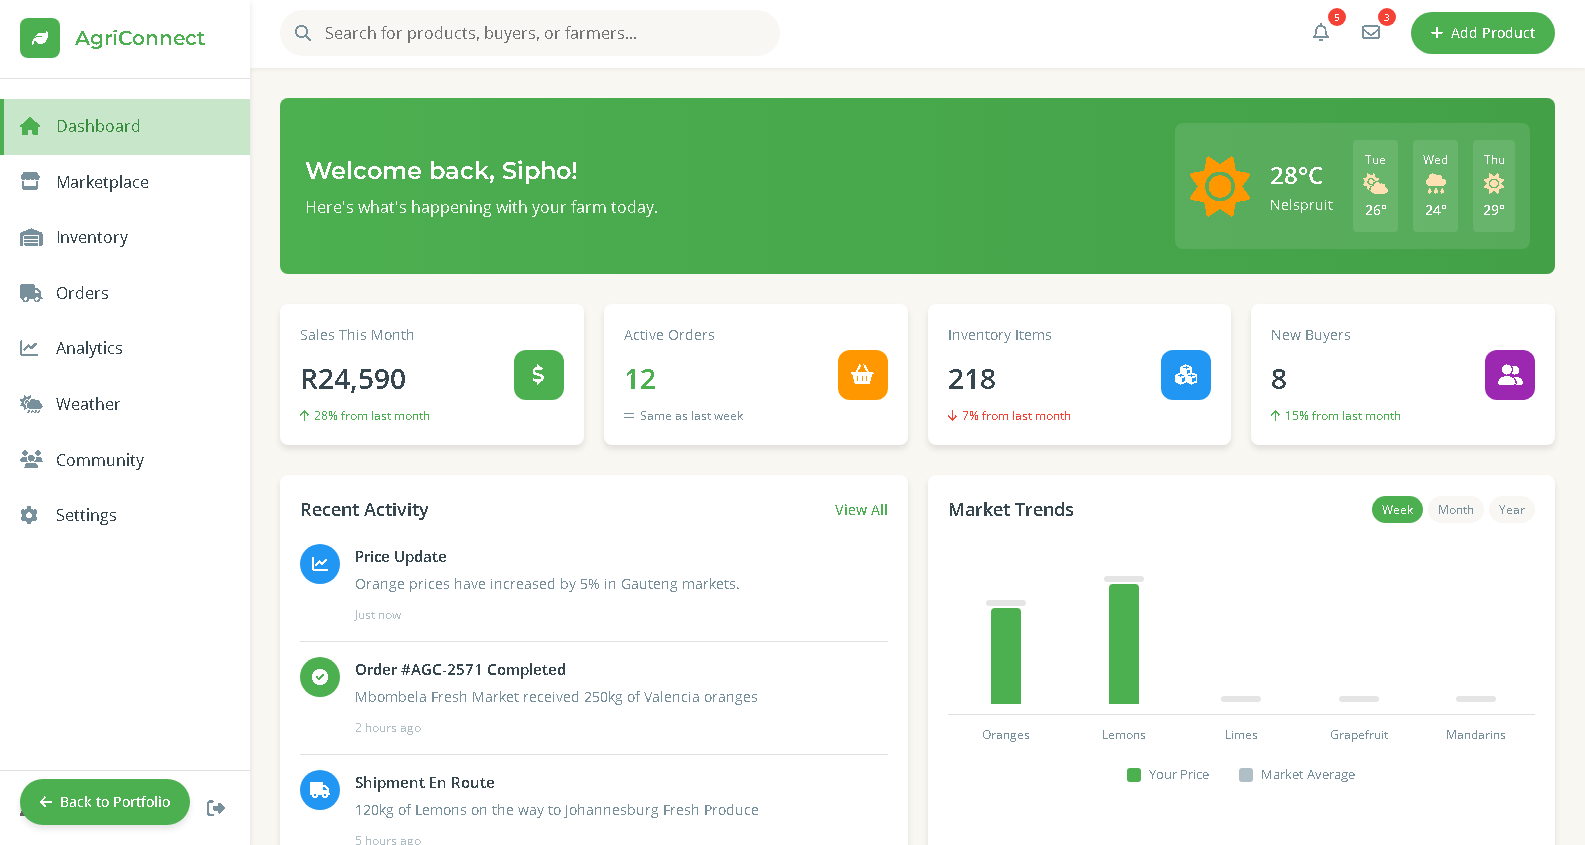 AgriConnect
Search for products, buyers, or farmers...
5
3
Add Product
Dashboard
Marketplace
Inventory
Orders
Analytics
Weather
Community
Settings
Back to Portfolio
Welcome back, Sipho!
Here's what's happening with your farm today.
28°C
Nelspruit
Tue
26°
Wed
24°
Thu
29°
Sales This Month
R24,590
28% from last month
Active Orders
12
Same as last week
Inventory Items
218
7% from last month
New Buyers
8
15% from last month
Recent Activity
View All
Price Update
Orange prices have increased by 5% in Gauteng markets.
Just now
Order #AGC-2571 Completed
Mbombela Fresh Market received 250kg of Valencia oranges
2 hours ago
Shipment En Route
120kg of Lemons on the way to Johannesburg Fresh Produce
5 hours ago
Market Trends
Week
Month
Year
Oranges
Lemons
Limes
Grapefruit
Mandarins
Your Price
Market Average